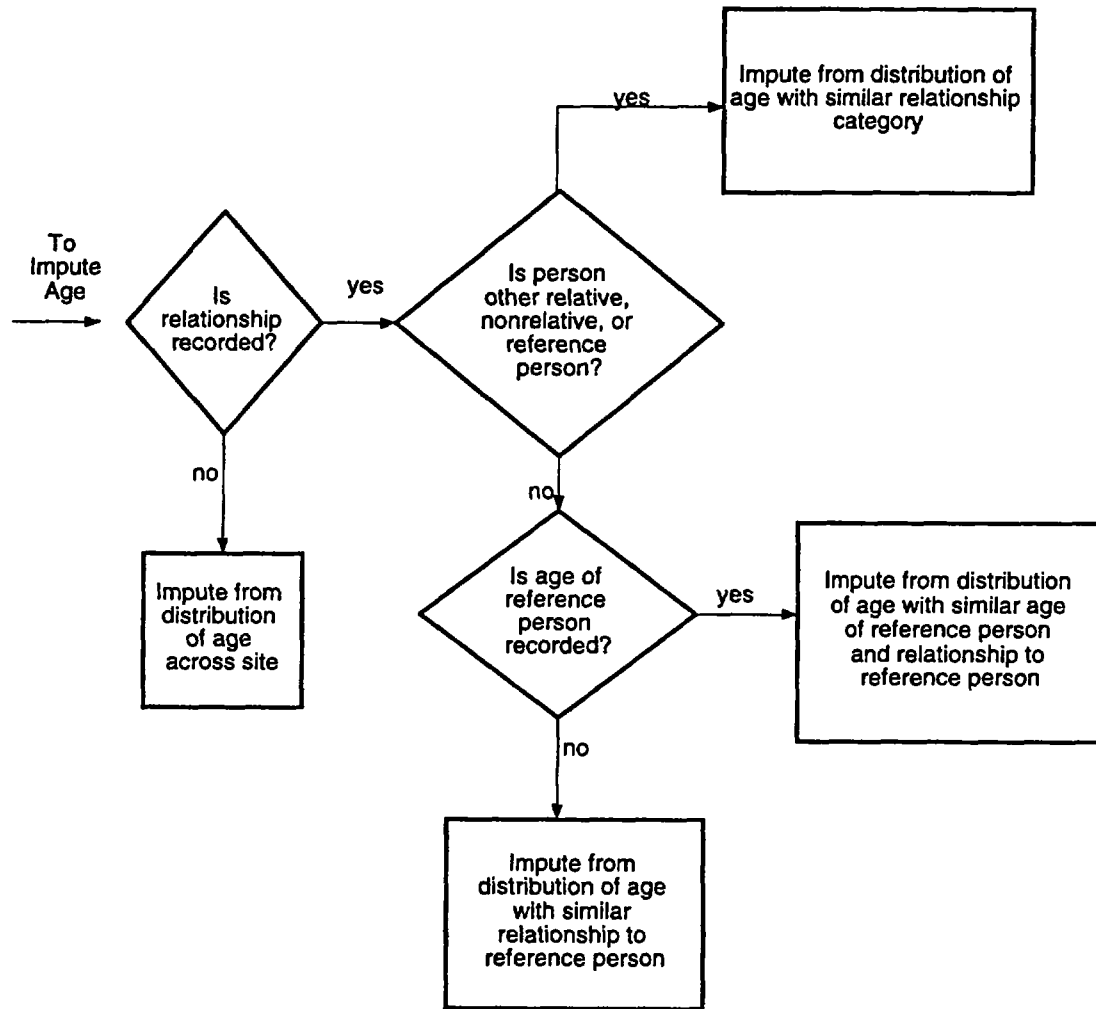 Impute from distribution of
age with similar relationship
category
yes
To
Impute
Age
Is
relationship
recorded?
yes
Is person
other relative,
nonrelative, or
reference
person?
no
no
Impute from
distribution
of age
across site
Is age of
reference
person
recorded?
yes
Impute from distribution
of age with similar age
of reference person
and relationship to
reference person
no
Impute from
distribution of age
with similar
relationship to
reference person